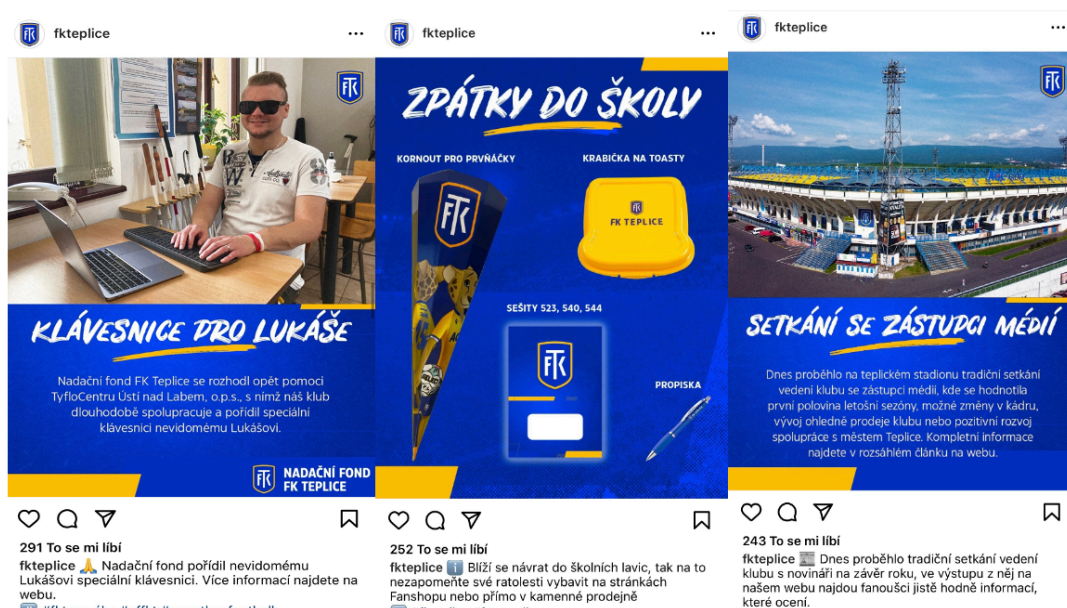 fkteplice
KLÁVESNICE PRO LUKÁŠE
Nadační fond FK Teplice se rozhodl opět pomoci
TyfloCentru Ústí nad Labem, o.p.s., s nímž náš klub
dlouhodobě spolupracuje a pořídil speciální
klávesnici nevidomému Lukášovi.
NADAČNÍ FOND
FK TEPLICE
291 To se mi líbí
fkteplice 🙏 Nadační fond pořídil nevidomému
Lukášovi speciální klávesnici. Více informací najdete na
webu.
fkteplice
ZPÁTKY DO ŠKOLY
KORNOUT PRO PRVŇÁČKY
KRABIČKA NA TOASTY
FK TEPLICE
SEŠITY 523, 540, 544
PROPISKA
252 To se mi líbí
fkteplice ℹ️ Blíží se návrat do školních lavic, tak na to
nezapomeňte své ratolesti vybavit na stránkách
Fanshopu nebo přímo v kamenné prodejně
fkteplice
SETKÁNÍ SE ZÁSTUPCI MÉDIÍ
Dnes proběhlo na teplickém stadionu tradiční setkání
vedení klubu se zástupci médií, kde se hodnotila
první polovina letošní sezóny, možné změny v kádru,
vývoj ohledně prodeje klubu nebo pozitivní rozvoj
spolupráce s městem Teplice. Kompletní informace
najdete v rozsáhlém článku na webu.
243 To se mi líbí
fkteplice 📰 Dnes proběhlo tradiční setkání vedení
klubu s novináři na závěr roku, ve výstupu z něj na
našem webu najdou fanoušci jistě hodně informací,
které ocení.